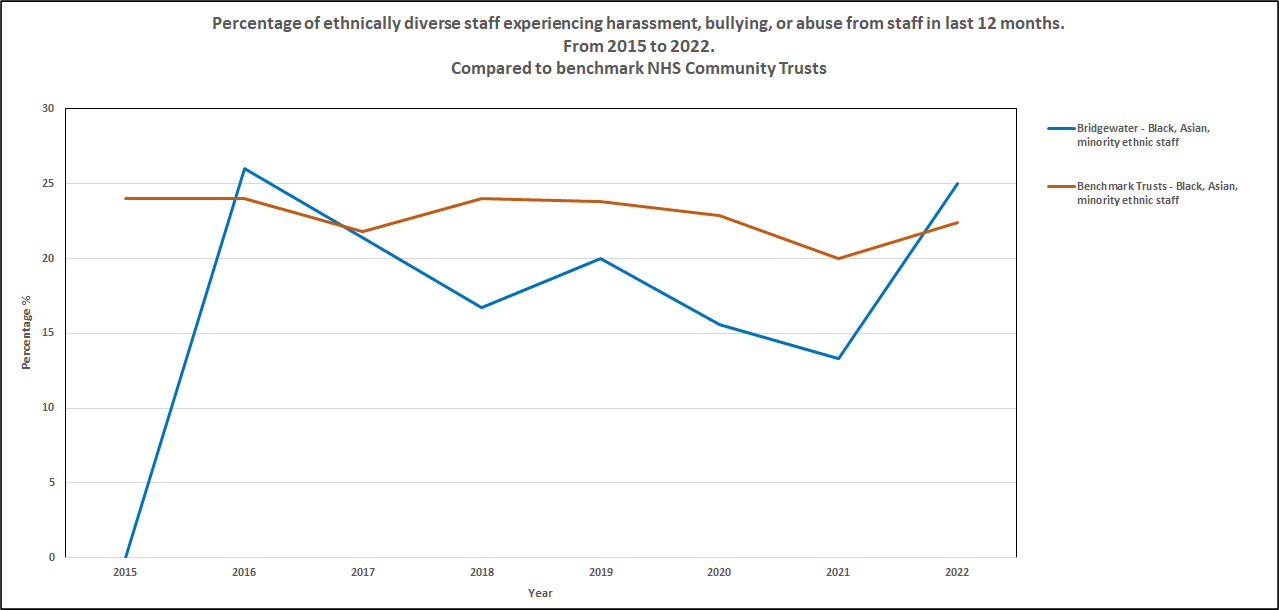 Percentage of ethnically diverse staff experiencing harassment, bullying, or abuse from staff in last 12 months.
From 2015 to 2022.
Compared to benchmark NHS Community Trusts
30
25
20
15
10
5
0
Percentage %
2015 2016 2017 2018 2019 2020 2021 2022
Year
Bridgewater - Black, Asian,
minority ethnic staff
Benchmark Trusts - Black, Asian,
minority ethnic staff